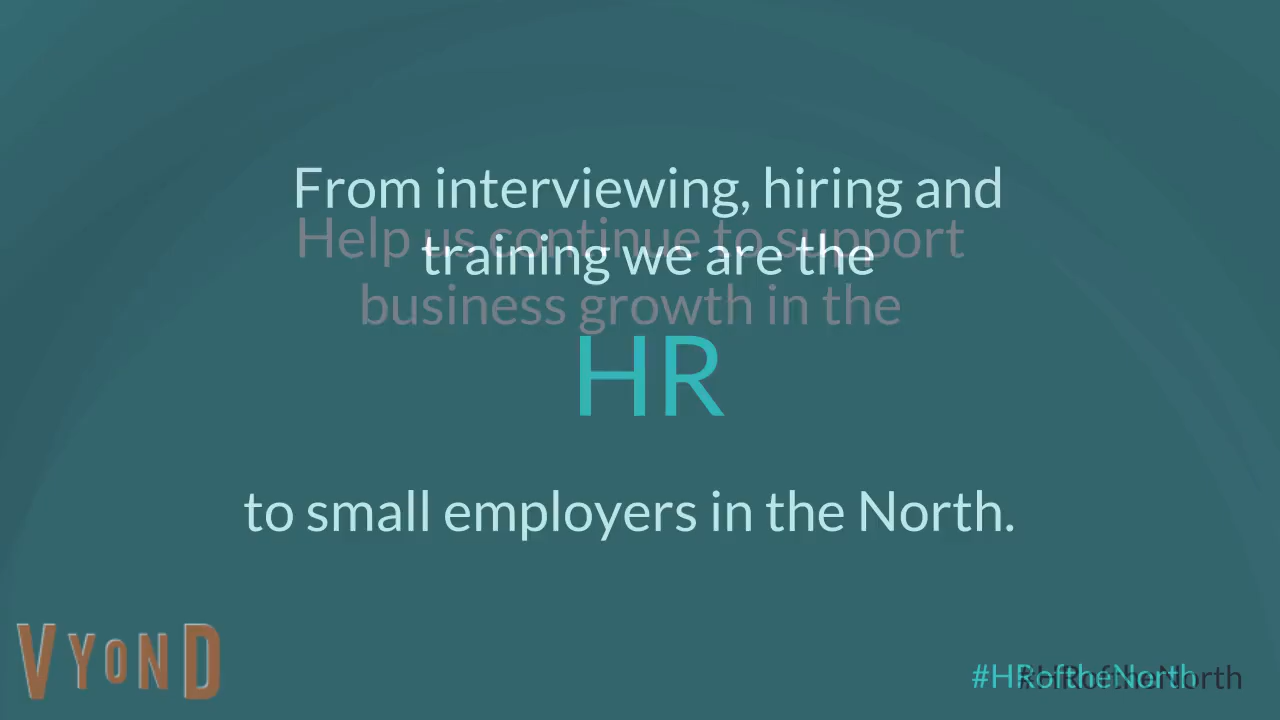 From interviewing, hiring and
Help us continue to support
training we are the
business growth in the
HR
to small employers in the North.
VYOND
#HRoftheNorth
#HRoftheNorth